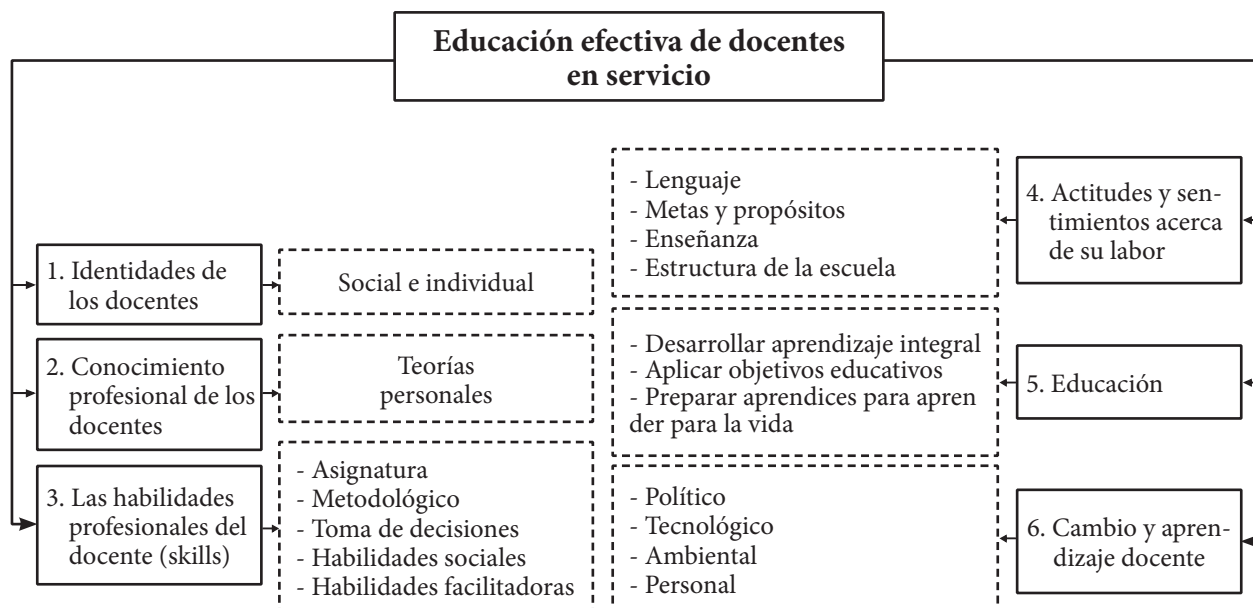 Educación efectiva de docentes
en servicio
1. Identidades de
los docentes
Social e individual
2. Conocimiento
profesional de los
docentes
Teorías
personales
3. Las habilidades
profesionales del
docente (skills)
- Asignatura
- Metodológico
- Toma de decisiones
- Habilidades sociales
- Habilidades facilitadoras
- Lenguaje
- Metas y propósitos
- Enseñanza
- Estructura de la escuela
4. Actitudes y sen-
timientos acerca
de su labor
- Desarrollar aprendizaje integral
- Aplicar objetivos educativos
- Preparar aprendices para apren
der para la vida
5. Educación
- Político
- Tecnológico
- Ambiental
- Personal
6. Cambio y apren-
dizaje docente